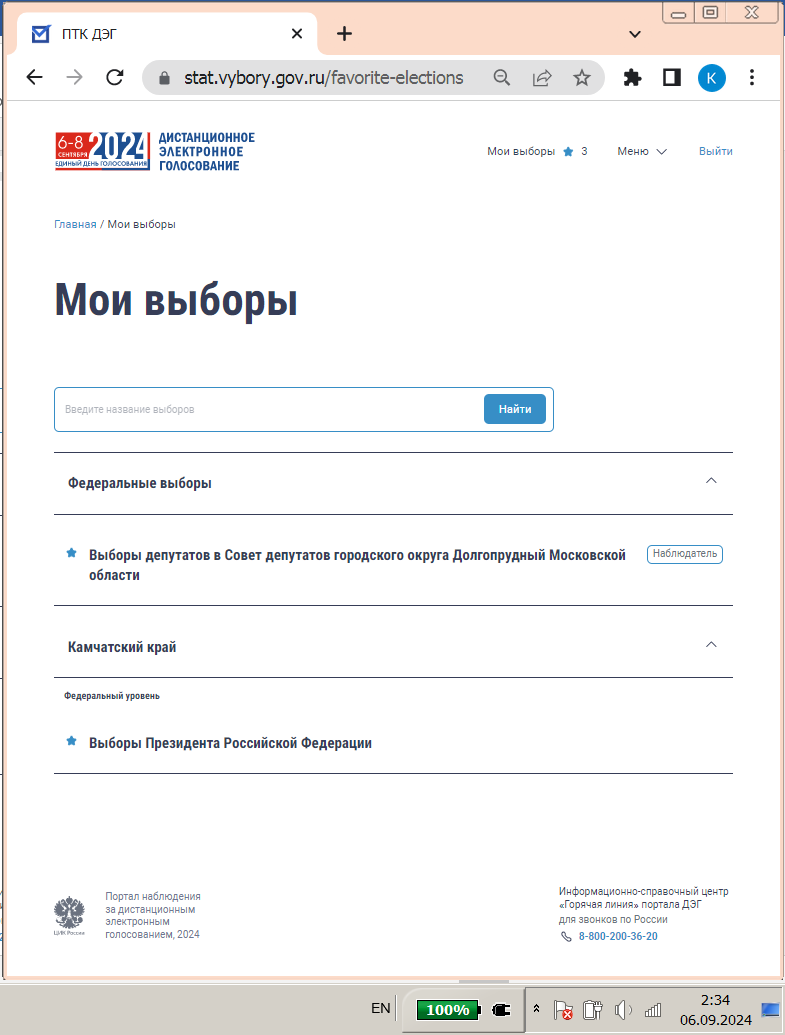 ПТК ДЭГ
stat.vybory.gov.ru/favorite-elections
K
6-8 2024
СЕНТЯБРЯ
ЕДИНЫЙ ДЕНЬ ГОЛОСОВАНИЯ
ДИСТАНЦИОННОЕ
ЭЛЕКТРОННОЕ
ГОЛОСОВАНИЕ
Мои выборы 3 Меню Выйти
Главная / Мои выборы
Мои выборы
Введите название выборов Найти
Федеральные выборы
Выборы депутатов в Совет депутатов городского округа Долгопрудный Московской Наблюдатель
области
Камчатский край
Федеральный уровень
Выборы Президента Российской Федерации
Портал наблюдения
за дистанционным
электронным
голосованием, 2024
ЦИК России
Информационно-справочный центр
«Горячая линия» портала ДЭГ
для звонков по России
8-800-200-36-20
EN 100% 2:34
06.09.2024